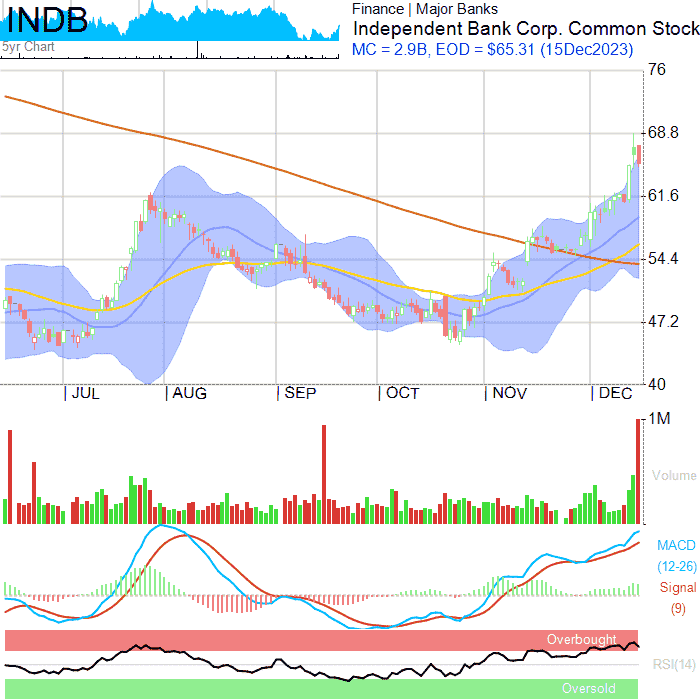 INDB
5yr Chart
Finance | Major Banks
Independent Bank Corp. Common Stock
MC = 2.9B, EOD = $65.31 (15Dec2023)
76
68.8
61.6
54.4
47.2
40
| JUL | AUG | SEP | OCT | NOV | DEC
1M
Volume
MACD
(12-26)
Signal
(9)
Overbought
RSI(14)
Oversold